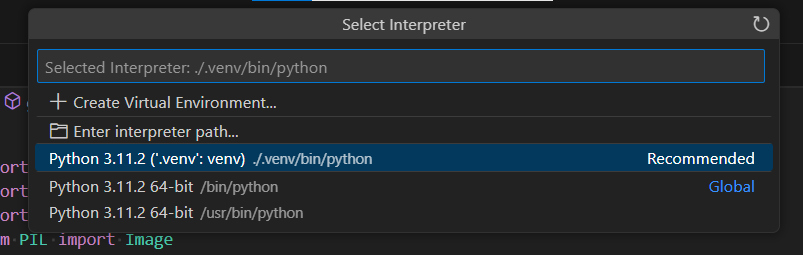 Select Interpreter
Selected Interpreter: ./.venv/bin/python
Create Virtual Environment...
Enter interpreter path...
Python 3.11.2 ('.venv': venv) ./.venv/bin/python Recommended
Python 3.11.2 64-bit /bin/python Global
Python 3.11.2 64-bit /usr/bin/python
ort
ort
ort
m PIL import Image